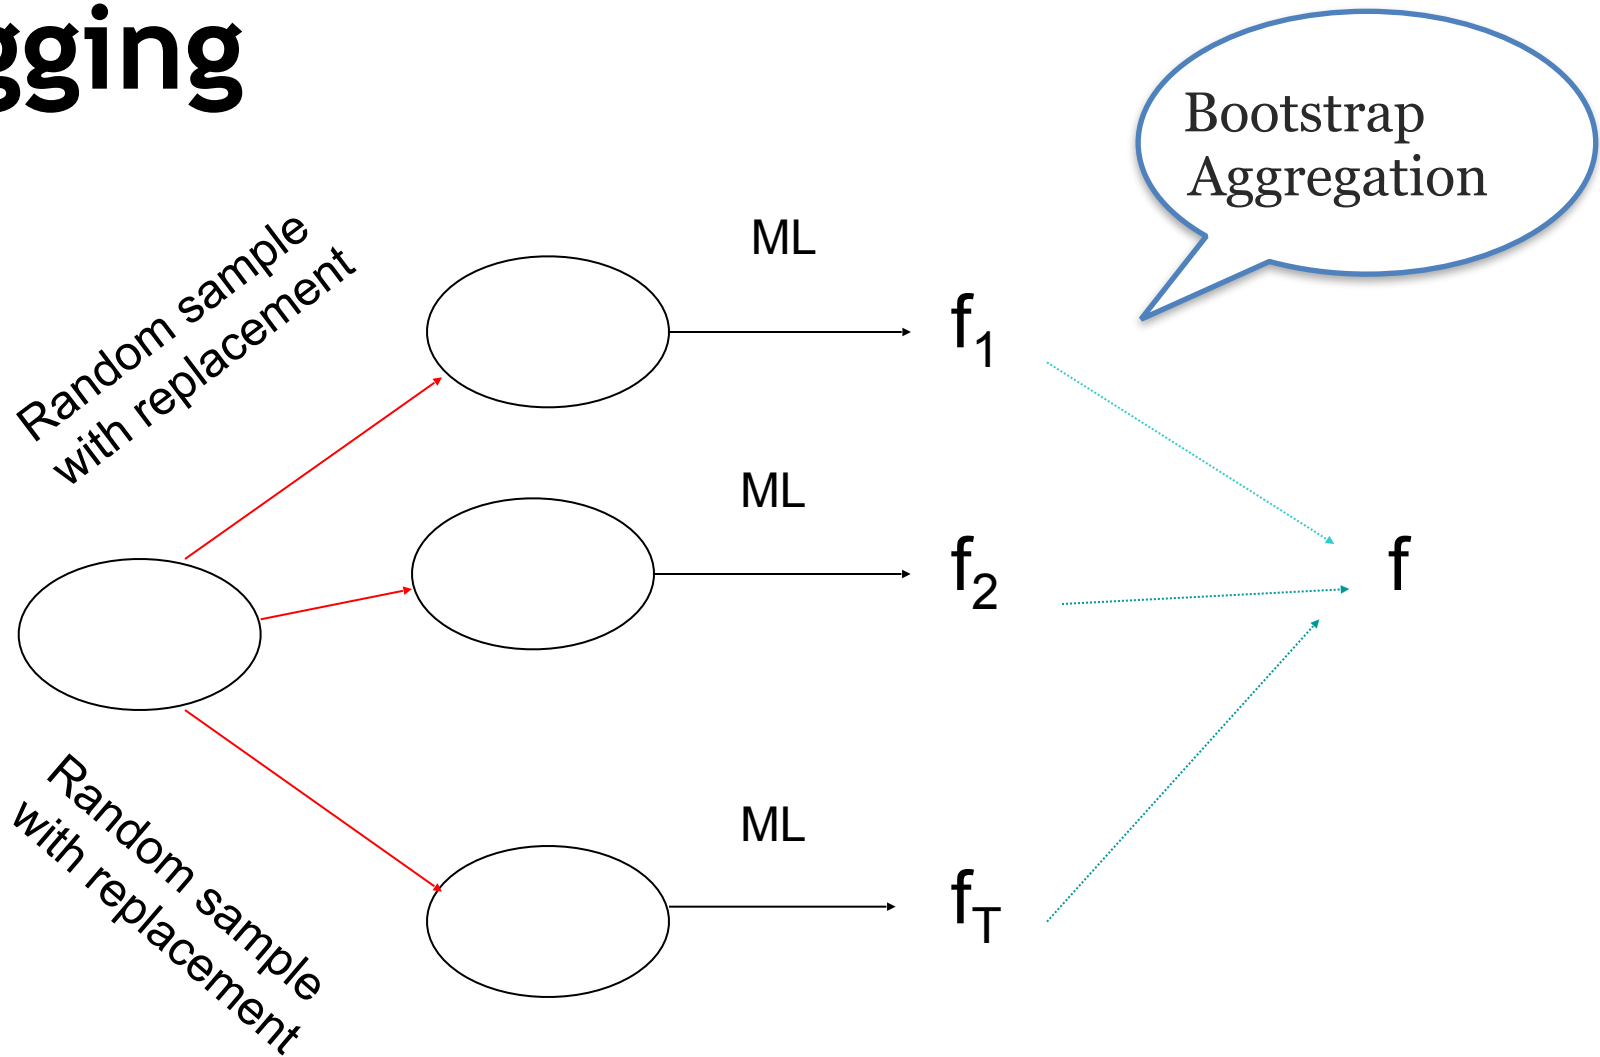 gging
Bootstrap
Aggregation
Random sample
with replacement
ML
f1
ML
f2
f
ML
fT
Random sample
with replacement